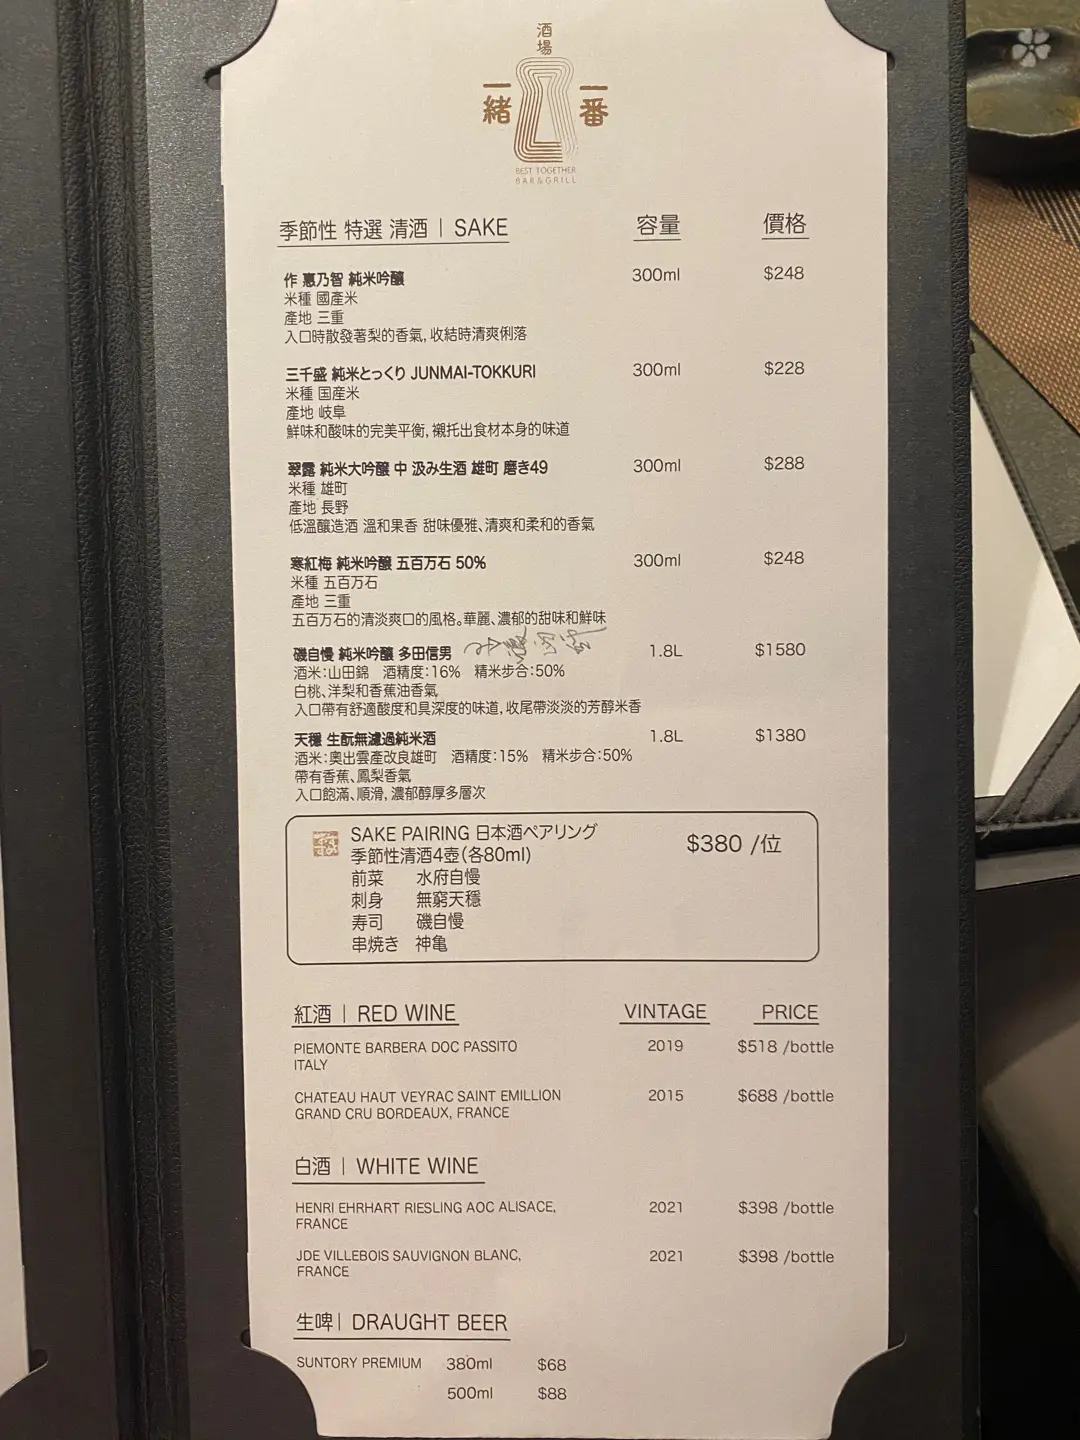 酒場
一緒 一番
BEST TOGETHER
BAR & GRILL
季節性 特選 清酒 | SAKE 容量 價格
作 惠乃智 純米吟釀 300ml $248
米種 國產米
產地 三重
入口時散發著梨的香氣, 收結時清爽俐落
三千盛 純米とっくり JUNMAI-TOKKURI 300ml $228
米種 国産米
產地 岐阜
鮮味和酸味的完美平衡, 襯托出食材本身的味道
翠露 純米大吟醸 中 汲み生酒 雄町 磨き49 300ml $288
米種 雄町
產地 長野
低溫釀造酒 溫和果香 甜味優雅、清爽和柔和的香氣
寒紅梅 純米吟釀 五百万石 50% 300ml $248
米種 五百万石
產地 三重
五百万石的清淡爽口的風格。華麗、濃郁的甜味和鮮味
磯自慢 純米吟釀 多田信男 1.8L $1580
酒米:山田錦 酒精度:16% 精米步合:50%
白桃、洋梨和香蕉油香氣
入口帶有舒適酸度和具深度的味道, 收尾帶淡淡的芳醇米香
天穩 生酛無濾過純米酒 1.8L $1380
酒米:奧出雲產改良雄町 酒精度:15% 精米步合:50%
帶有香蕉、鳳梨香氣
入口飽滿、順滑, 濃郁醇厚多層次
SAKE PAIRING 日本酒ペアリング $380 /位
季節性清酒4壺(各80ml)
前菜 水府自慢
刺身 無窮天穩
寿司 磯自慢
串焼き 神亀
紅酒 | RED WINE VINTAGE PRICE
PIEMONTE BARBERA DOC PASSITO 2019 $518 /bottle
ITALY
CHATEAU HAUT VEYRAC SAINT EMILLION 2015 $688 /bottle
GRAND CRU BORDEAUX, FRANCE
白酒 | WHITE WINE
HENRI EHRHART RIESLING AOC ALISACE, 2021 $398 /bottle
FRANCE
JDE VILLEBOIS SAUVIGNON BLANC, 2021 $398 /bottle
FRANCE
生啤 | DRAUGHT BEER
SUNTORY PREMIUM 380ml $68
500ml $88